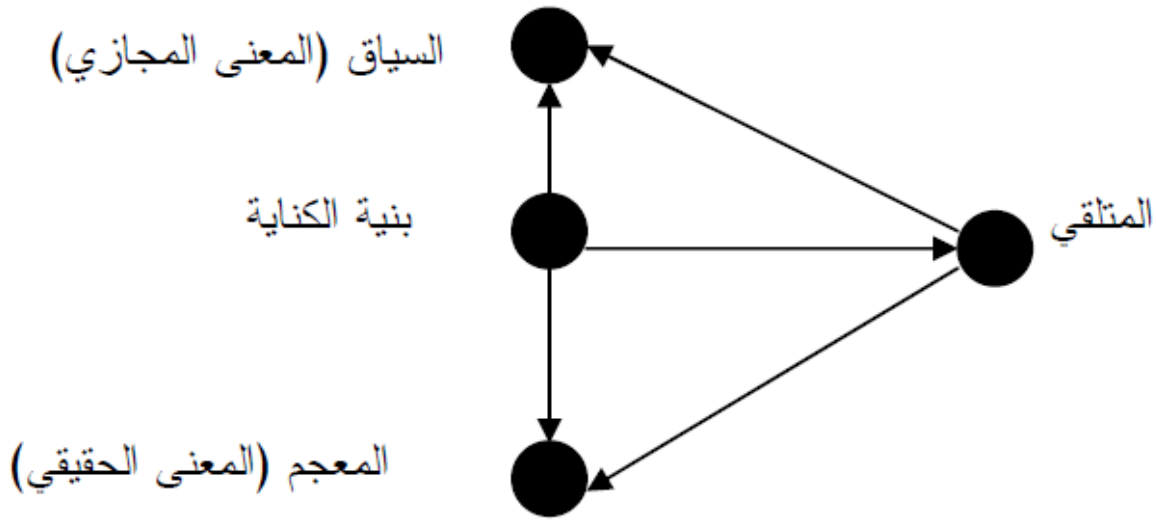 السياق (المعنى المجازي)
بنية الكناية
المتلقي
المعجم (المعنى الحقيقي)